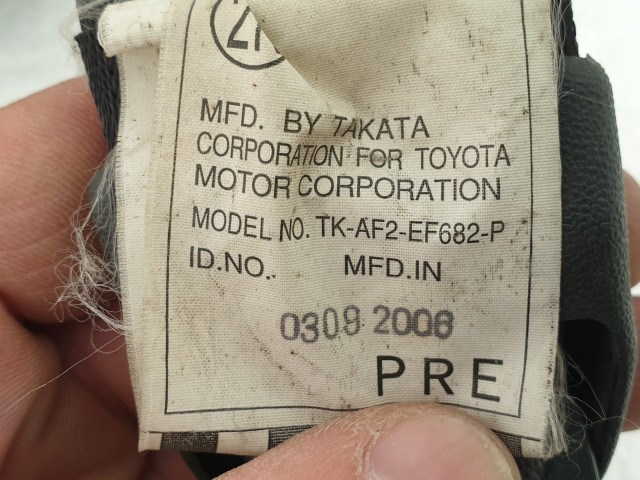 MFD. BY TAKATA
CORPORATION FOR TOYOTA
MOTOR CORPORATION
MODEL NO. TK-AF2-EF682-P
ID.NO.. MFD.IN
0309 2006
PRE